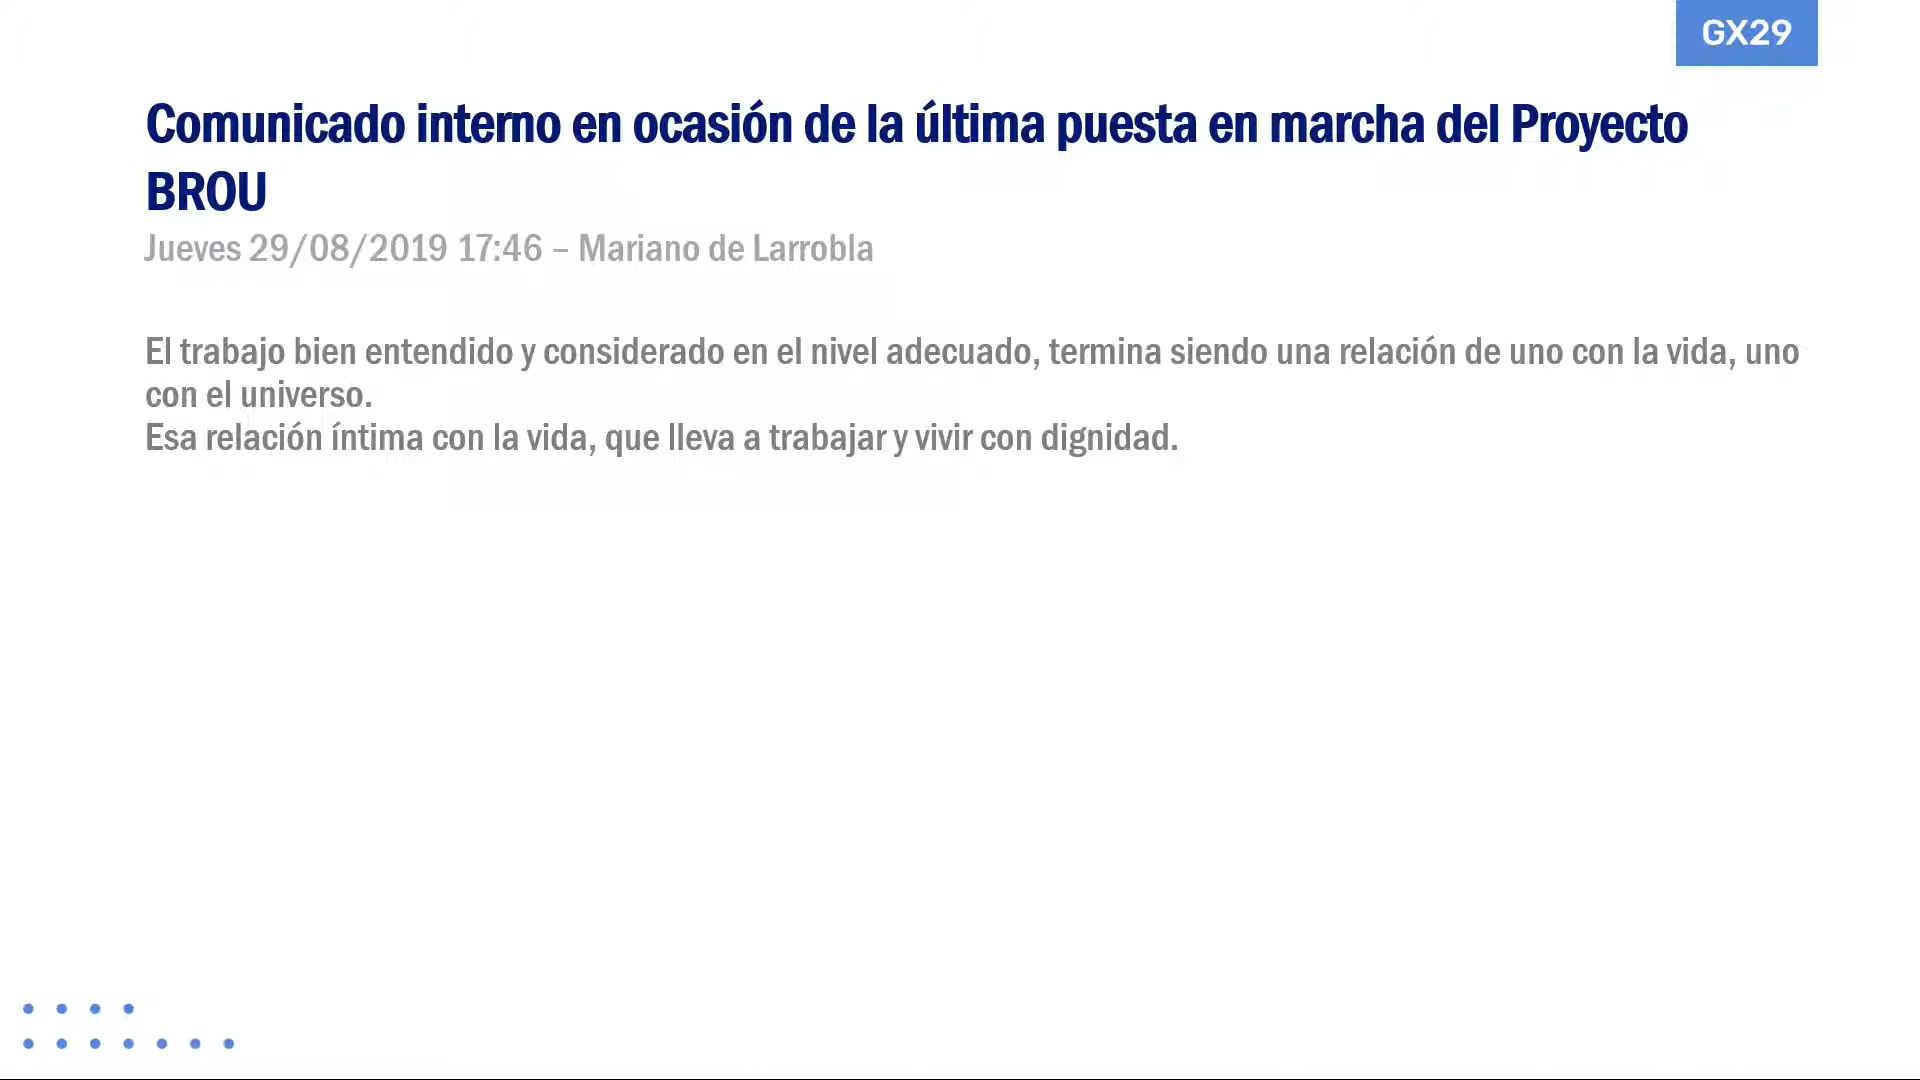 GX29
Comunicado interno en ocasión de la última puesta en marcha del Proyecto
BROU
Jueves 29/08/2019 17:46 – Mariano de Larrobla
El trabajo bien entendido y considerado en el nivel adecuado, termina siendo una relación de uno con la vida, uno
con el universo.
Esa relación íntima con la vida, que lleva a trabajar y vivir con dignidad.